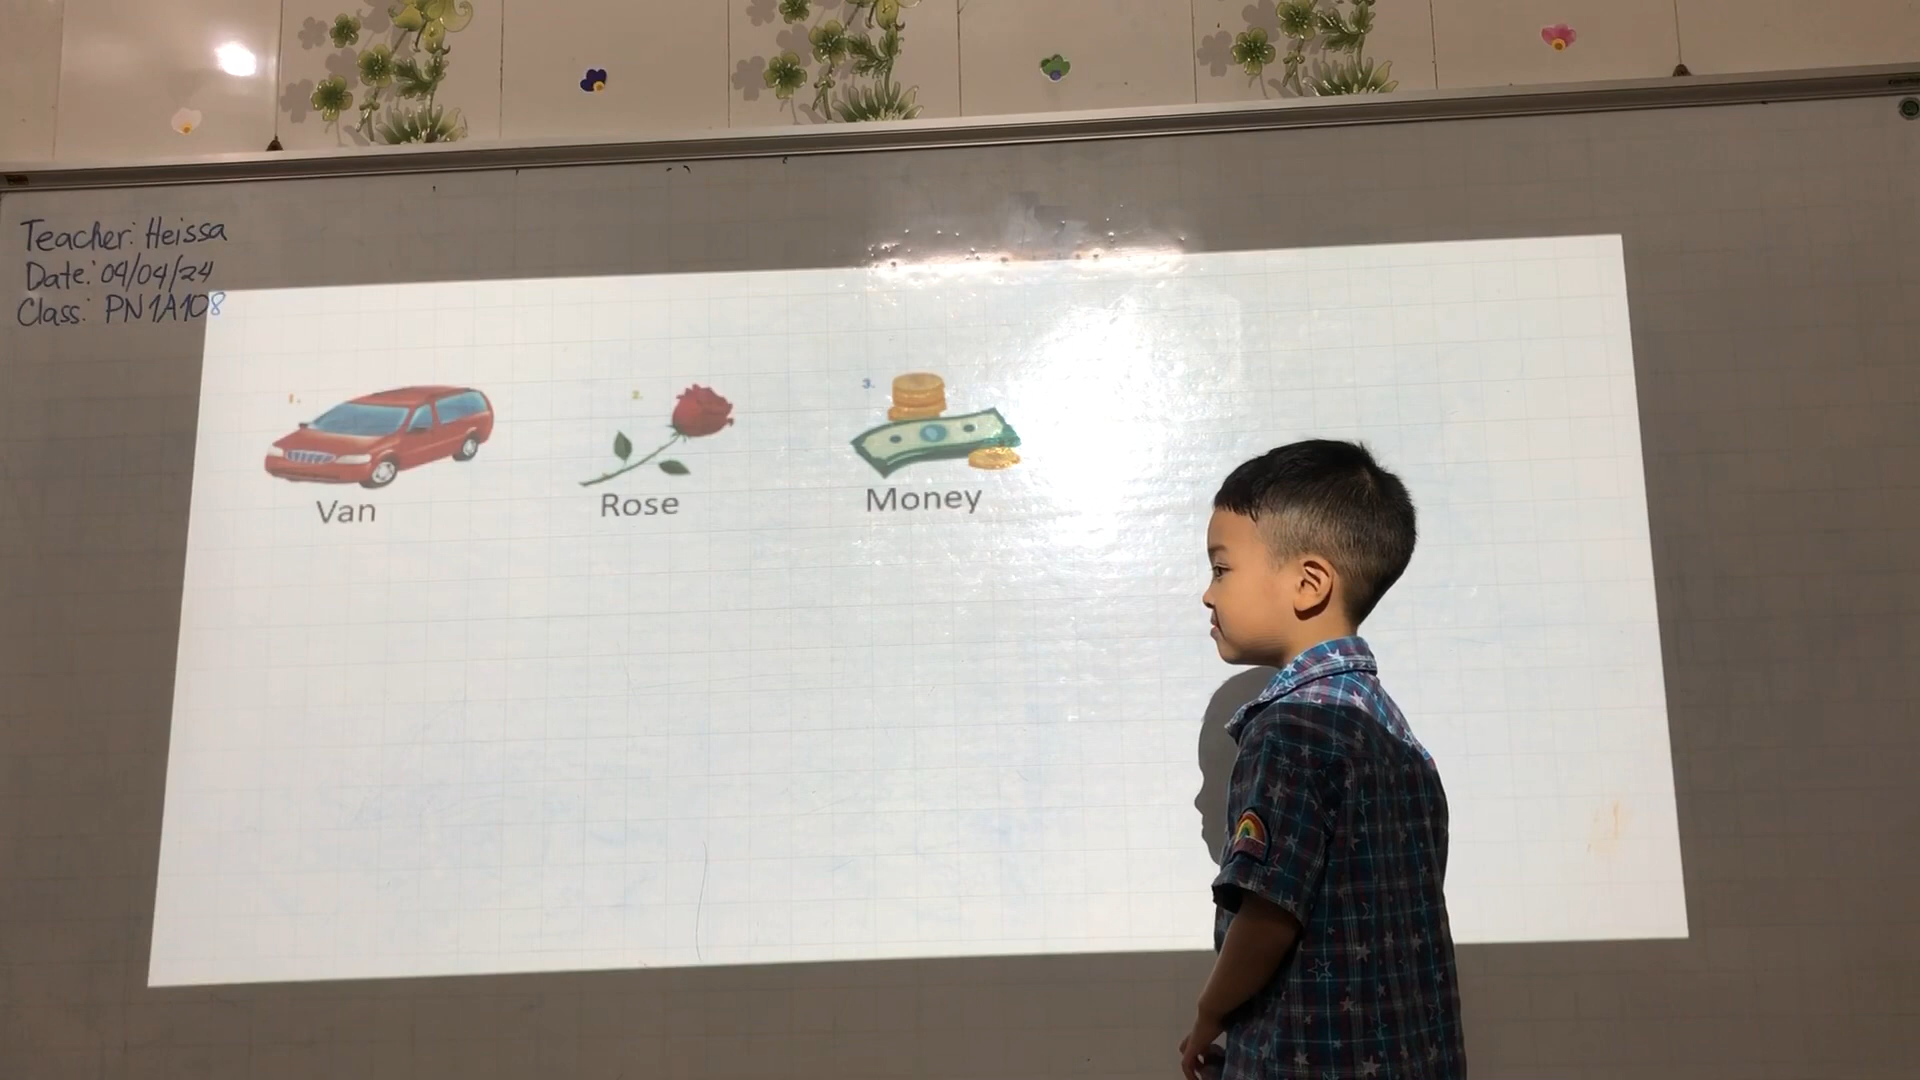 Teacher: Heissa
Date: 04/04/24
Class: PN1A108
1.
2.
3.
Van
Rose
Money